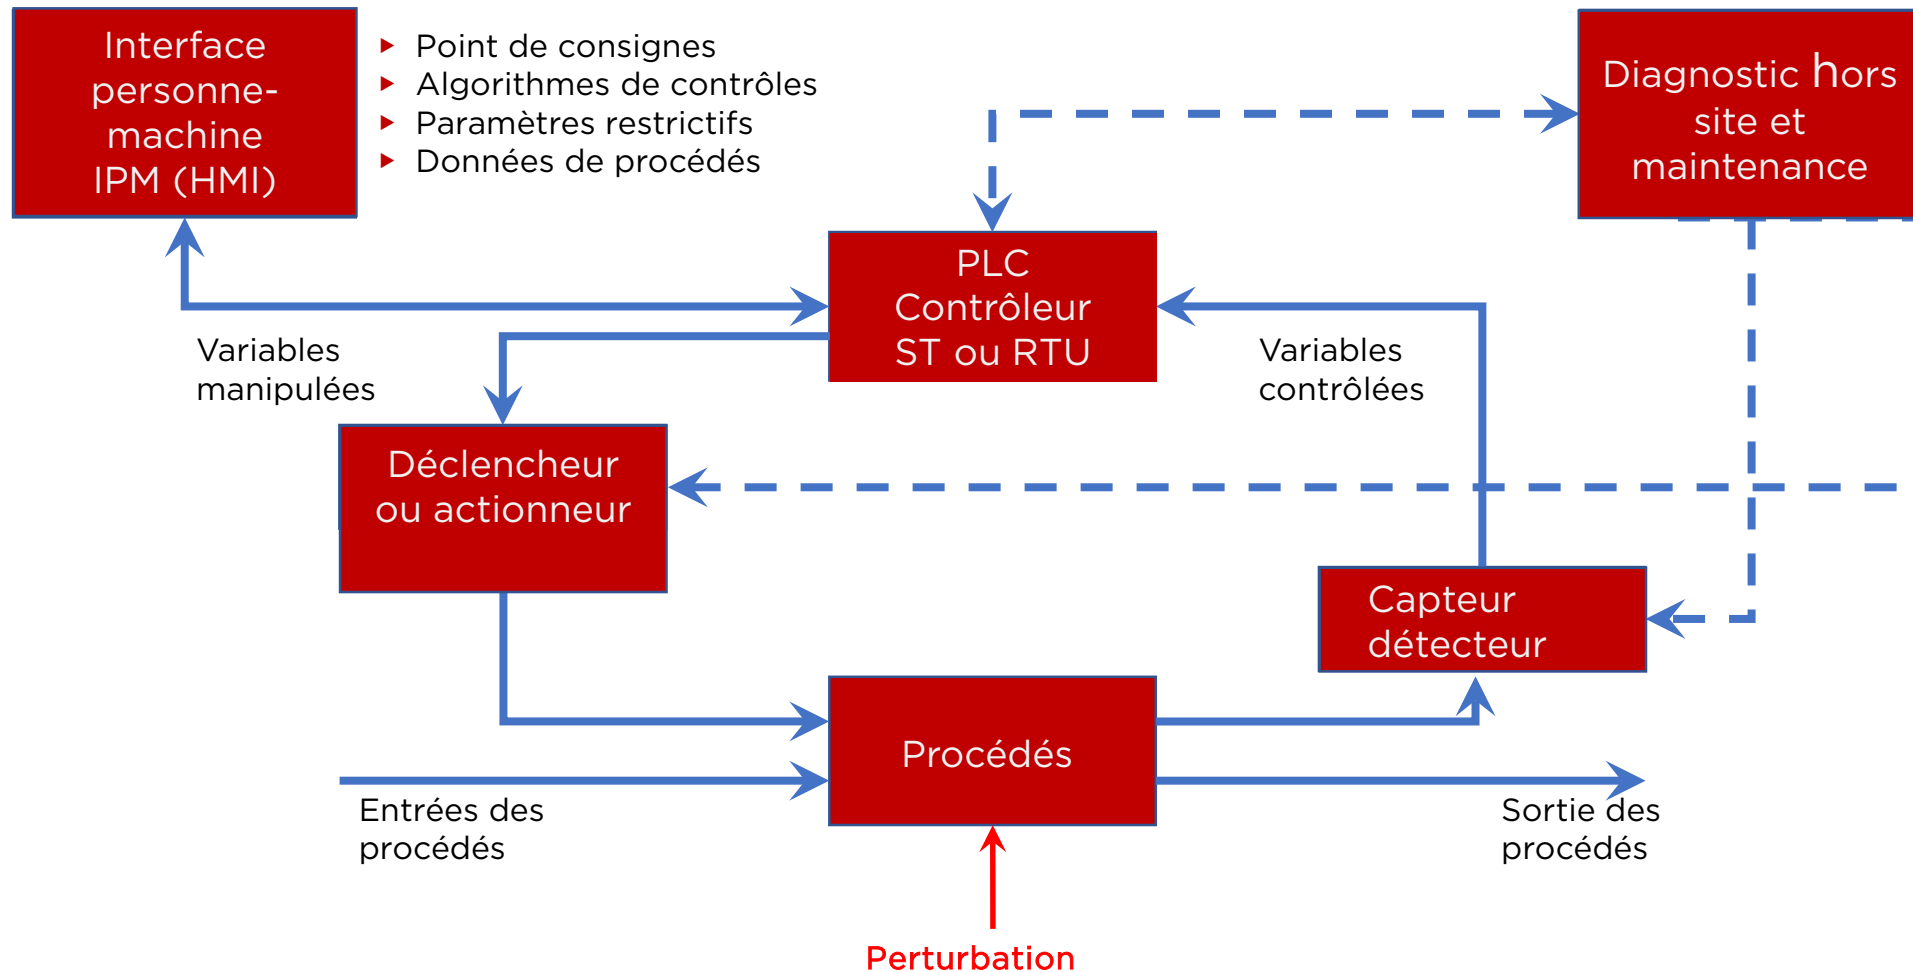 Interface
personne-
machine
IPM (HMI)
Point de consignes
Algorithmes de contrôles
Paramètres restrictifs
Données de procédés
Diagnostic hors
site et
maintenance
PLC
Contrôleur
ST ou RTU
Variables
manipulées
Variables
contrôlées
Déclencheur
ou actionneur
Capteur
détecteur
Procédés
Entrées des
procédés
Sortie des
procédés
Perturbation